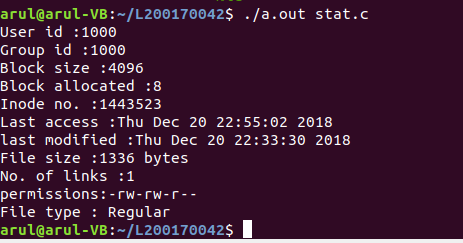 arul@arul-VB:~/L200170042$ ./a.out stat.c
User id :1000
Group id :1000
Block size :4096
Block allocated :8
Inode no. :1443523
Last access :Thu Dec 20 22:55:02 2018
last modified :Thu Dec 20 22:33:30 2018
File size :1336 bytes
No. of links :1
permissions:-rw-rw-r--
File type : Regular
arul@arul-VB:~/L200170042$